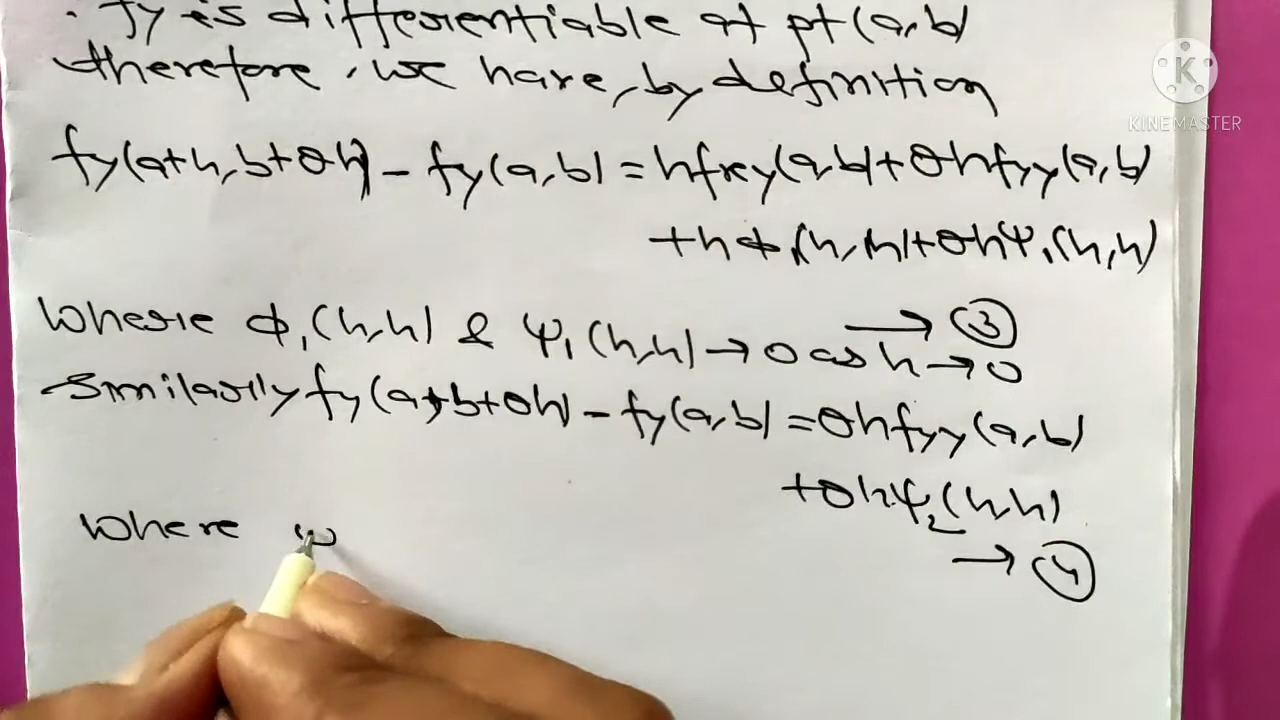 . fy is differentiable at pt (a,b)
K
KINEMASTER
therefore, we have, by definition
fy(a+h, b+θh) - fy(a,b) = hfxy(a,b) + θhfyy(a,b)
+hφ₁(h,h)+θhψ₁(h,h)
Where φ₁(h,h) & ψ₁(h,h) → 0 as h → 0
→ ③
Similarly fy(a, b+θh) - fy(a,b) = θhfyy(a,b)
+θhψ₂(h,h)
→ ④
Where